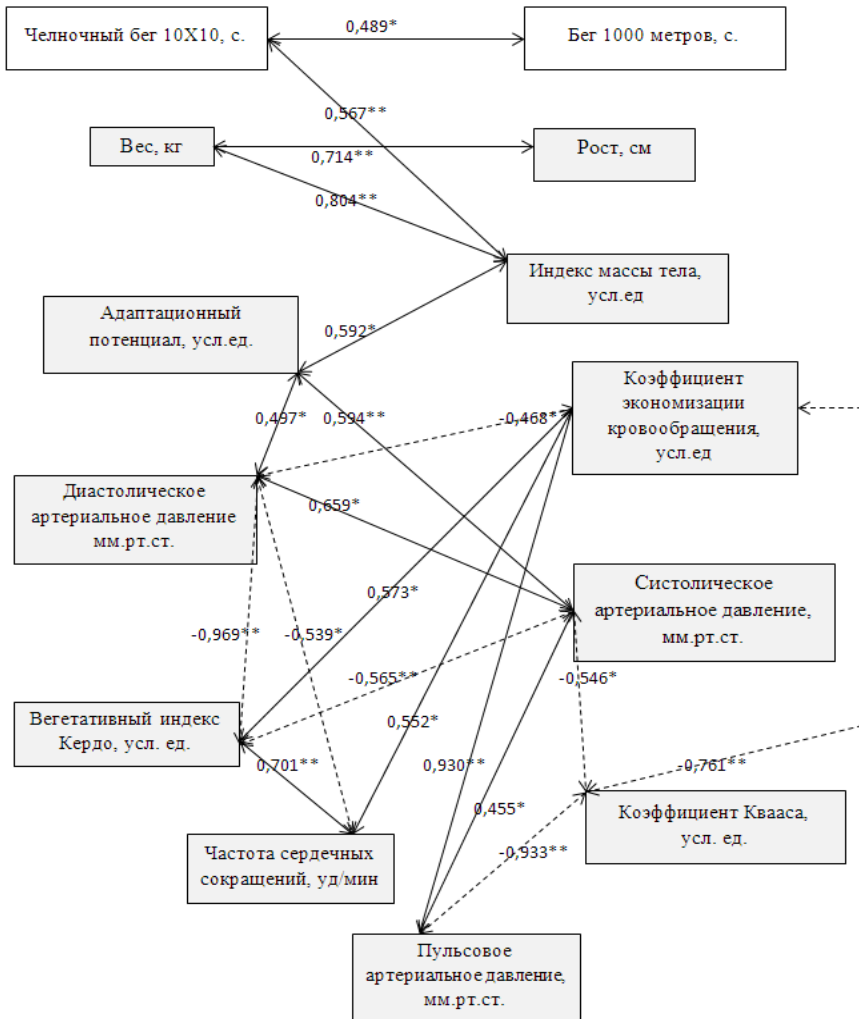 Челночный бег 10X10, с.
0,489*
Бег 1000 метров, с.
0,567**
Вес, кг
0,714**
Рост, см
0,804**
Индекс массы тела,
усл.ед
Адаптационный
потенциал, усл.ед.
0,592*
Коэффициент
экономизации
кровообращения,
усл.ед
0,497*
0,594**
-0,468*
Диастолическое
артериальное давление
мм.рт.ст.
0,659*
Систолическое
артериальное давление,
мм.рт.ст.
0,573*
-0,969**
-0,539*
-0,565**
-0,546*
Вегетативный индекс
Кердо, усл. ед.
0,552*
0,701**
0,930**
-0,761**
Коэффициент Квааса,
усл. ед.
0,455*
Частота сердечных
сокращений, уд/мин
-0,933**
Пульсовое
артериальное давление,
мм.рт.ст.